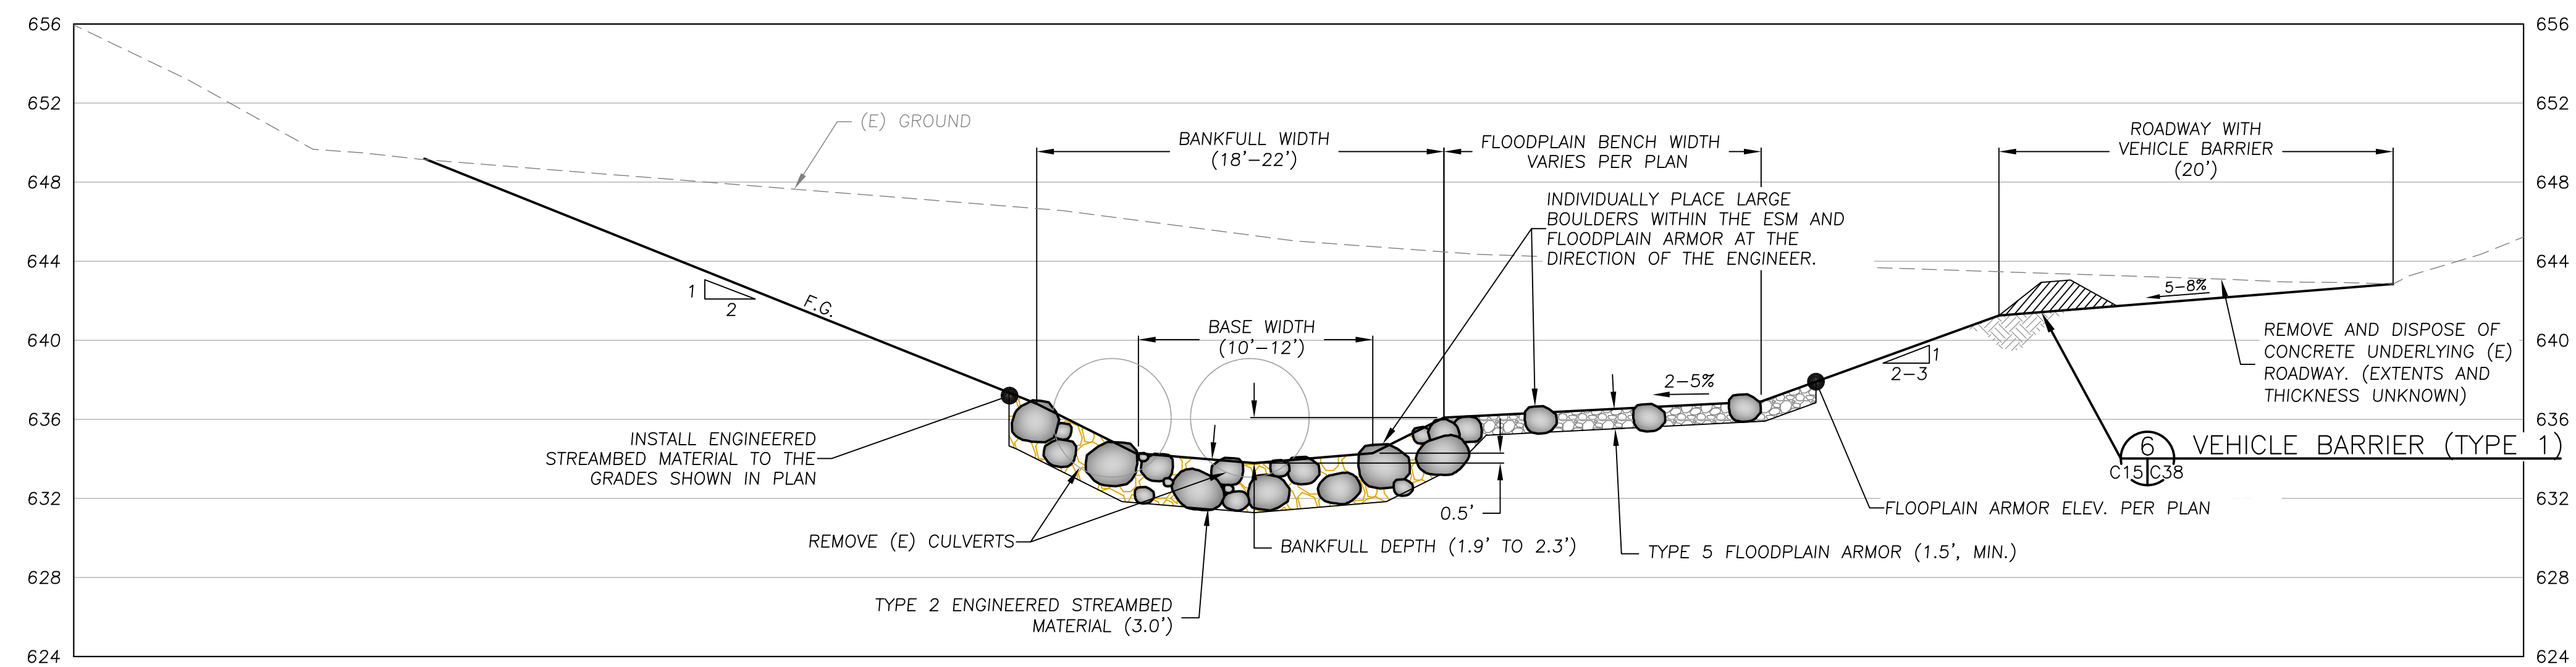 656
656
652
652
648
648
644
644
640
640
636
636
632
632
628
628
624
624
(E) GROUND
BANKFULL WIDTH
(18'-22')
FLOODPLAIN BENCH WIDTH
VARIES PER PLAN
ROADWAY WITH
VEHICLE BARRIER
(20')
INDIVIDUALLY PLACE LARGE
BOULDERS WITHIN THE ESM AND
FLOODPLAIN ARMOR AT THE
DIRECTION OF THE ENGINEER.
1
2
F.G.
BASE WIDTH
(10'-12')
5-8%
REMOVE AND DISPOSE OF
CONCRETE UNDERLYING (E)
ROADWAY. (EXTENTS AND
THICKNESS UNKNOWN)
1
2-3
2-5%
INSTALL ENGINEERED
STREAMBED MATERIAL TO THE
GRADES SHOWN IN PLAN
6
C15 C38
VEHICLE BARRIER (TYPE 1)
0.5'
FLOOPLAIN ARMOR ELEV. PER PLAN
REMOVE (E) CULVERTS
BANKFULL DEPTH (1.9' TO 2.3')
TYPE 5 FLOODPLAIN ARMOR (1.5', MIN.)
TYPE 2 ENGINEERED STREAMBED
MATERIAL (3.0')